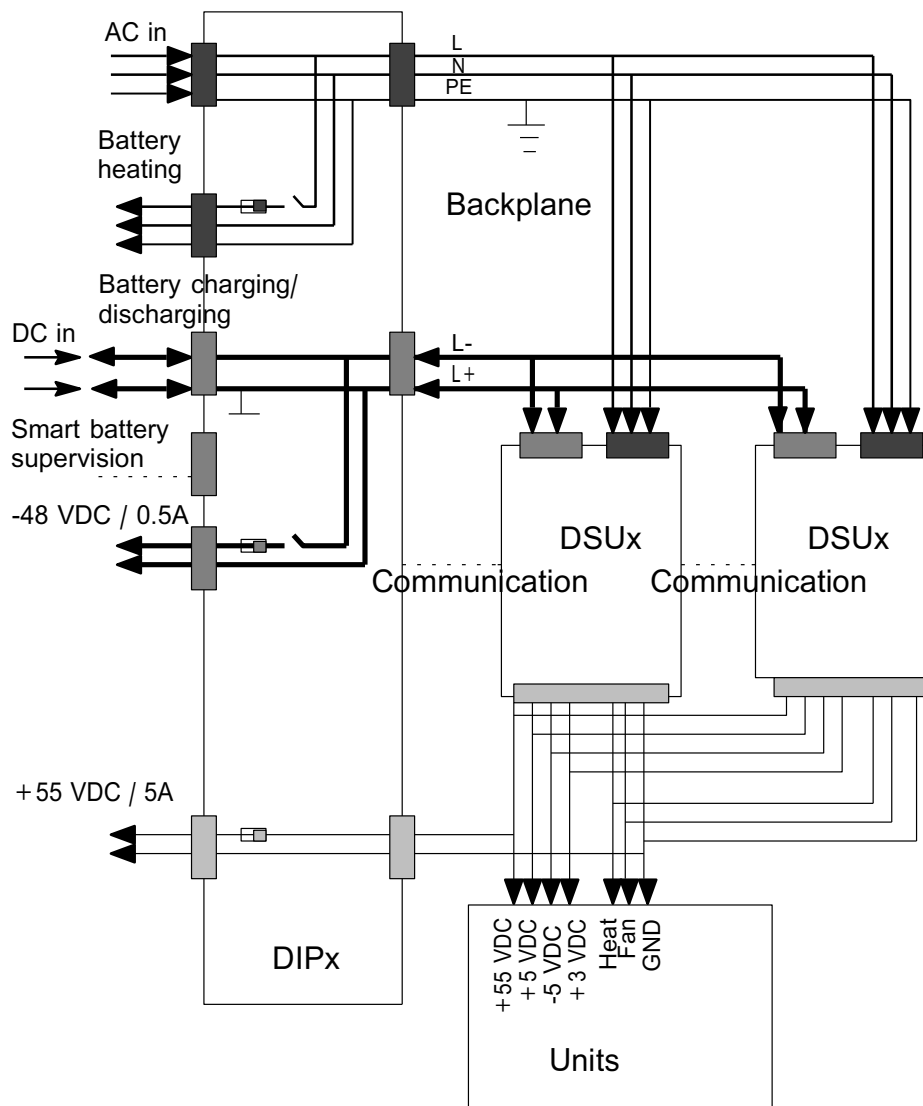 AC in
L
N
PE
Battery
heating
Backplane
Battery charging/
discharging
DC in
L-
L+
Smart battery
supervision
-48 VDC / 0.5A
DSUx
DSUx
Communication
Communication
+55 VDC / 5A
DIPx
+55 VDC
+5 VDC
-5 VDC
+3 VDC
Heat
Fan
GND
Units